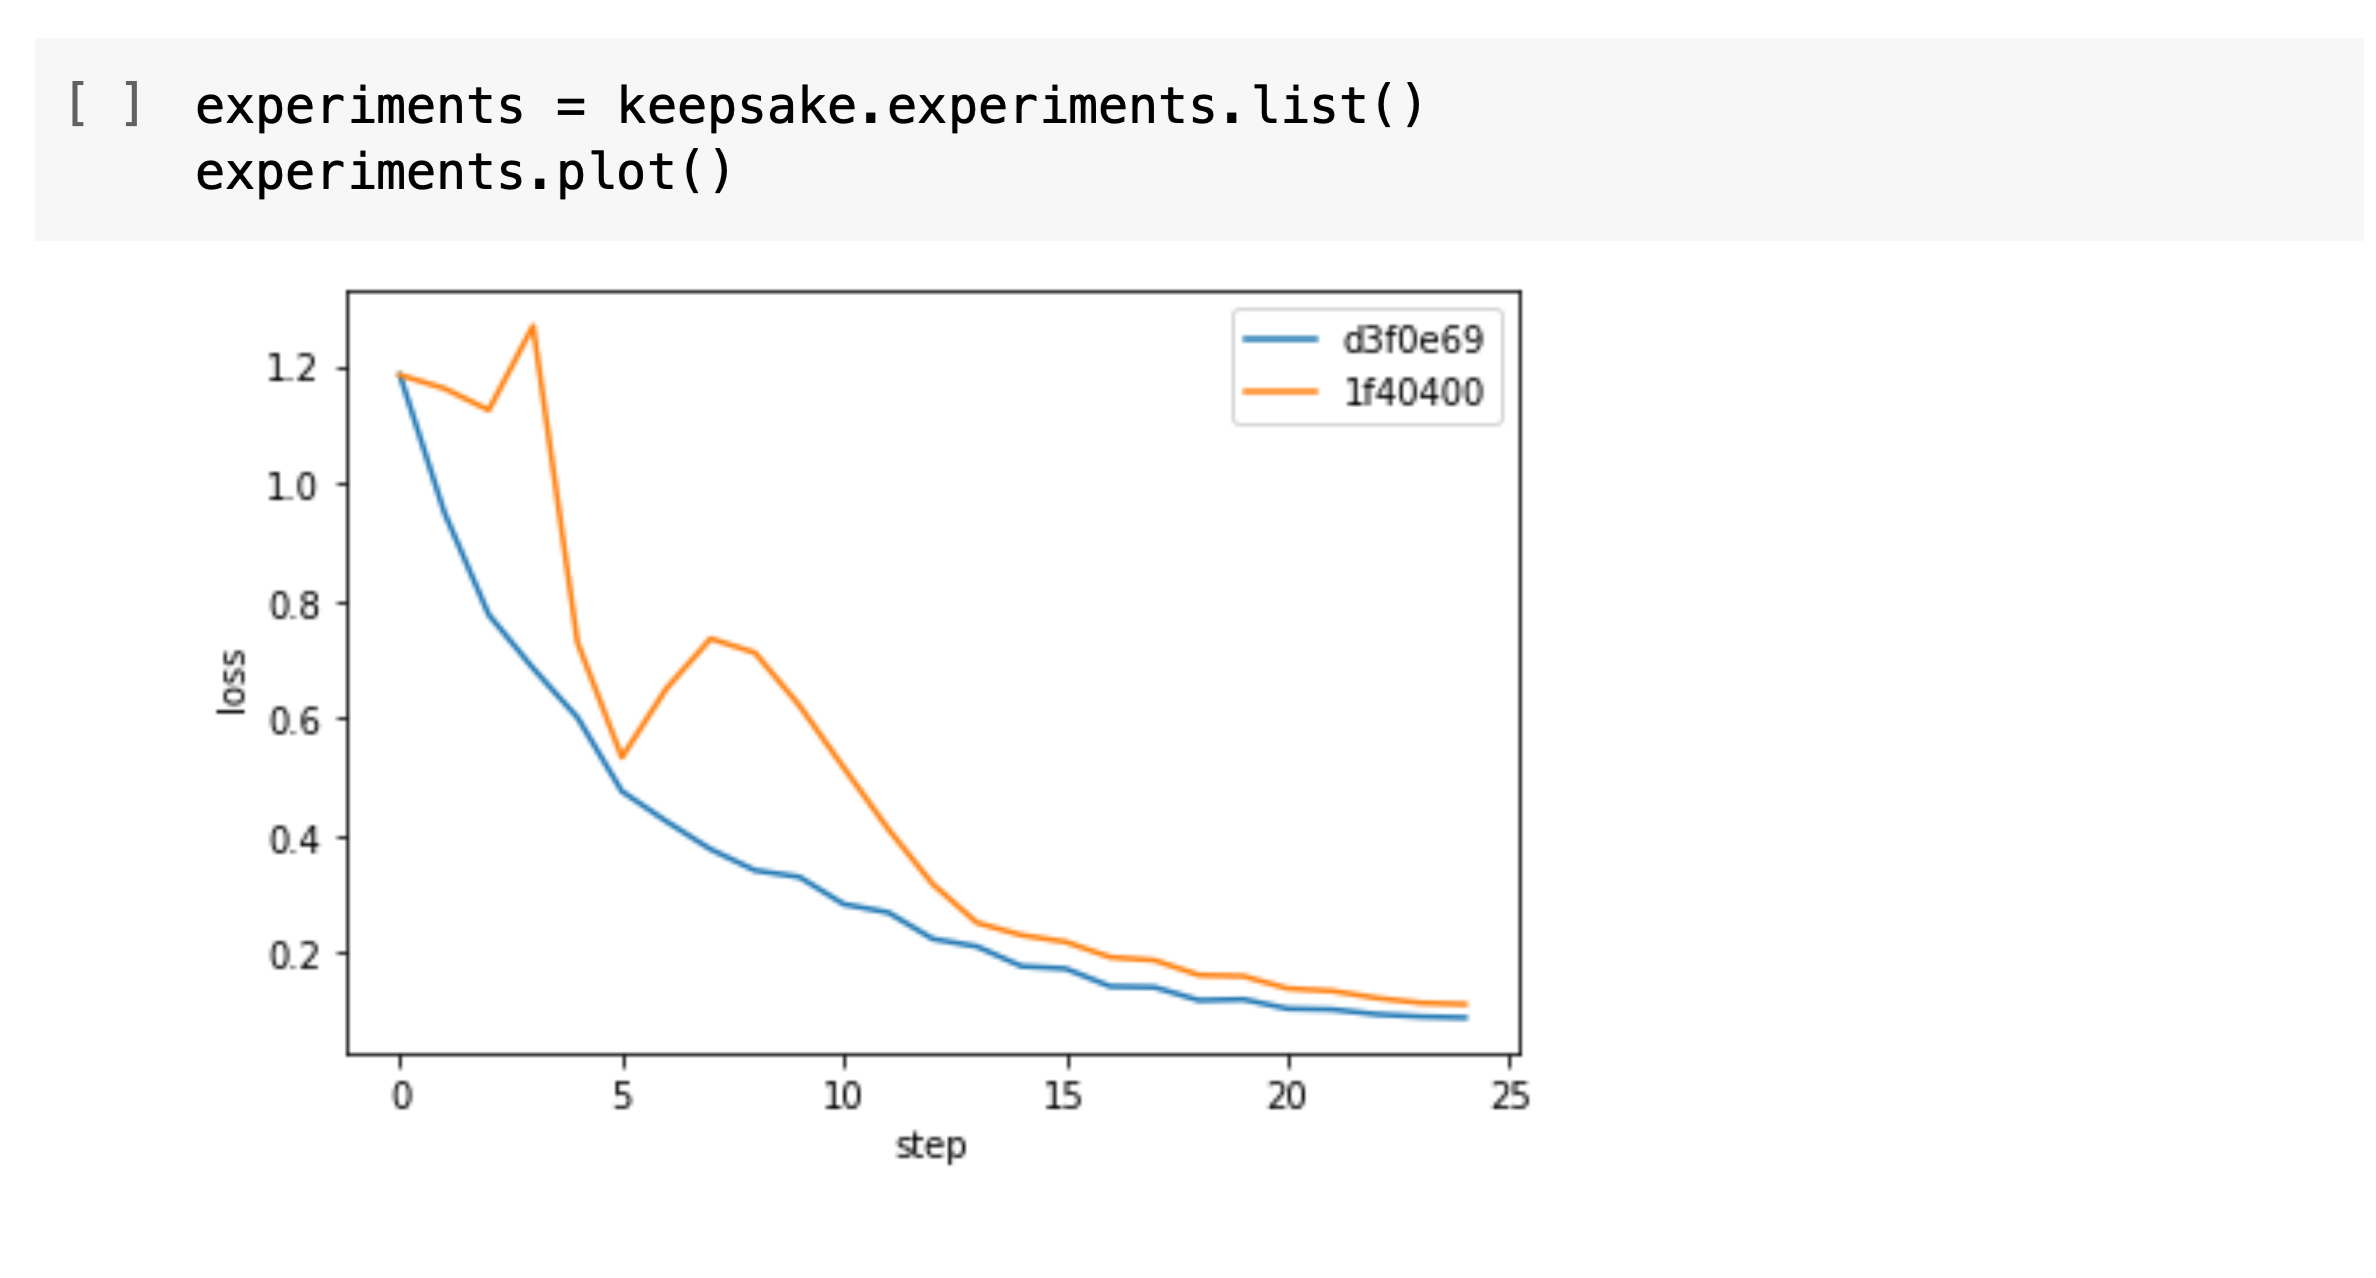 [ ] experiments = keepsake.experiments.list()
experiments.plot()
d3f0e69
1f40400
1.2
1.0
0.8
0.6
0.4
0.2
loss
0 5 10 15 20 25
step